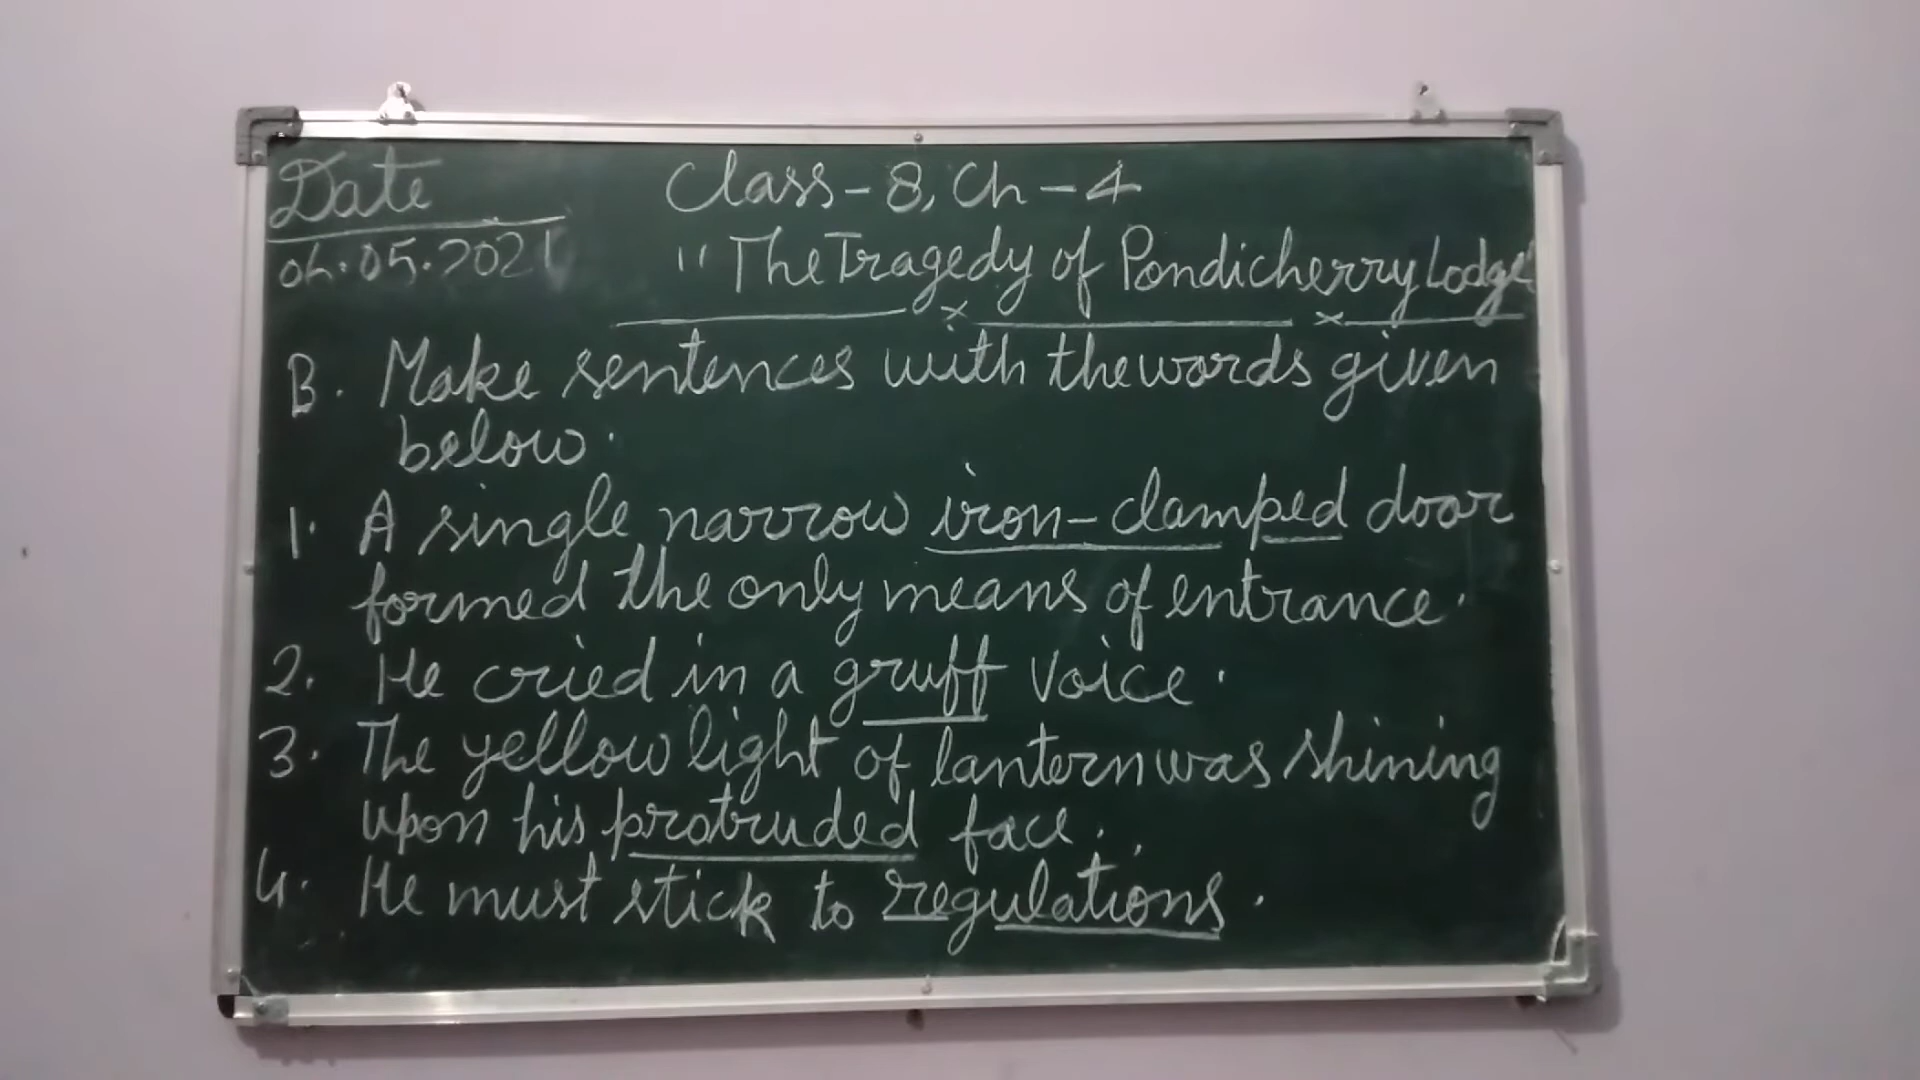 Date
Class-8, Ch-4
04.05.2021
"The Tragedy of Pondicherry Lodge"
B. Make sentences with the words given
below.
1. A single narrow iron-clamped door
formed the only means of entrance.
2. He cried in a gruff voice.
3. The yellow light of lantern was shining
upon his protruded face.
4. He must stick to regulations.